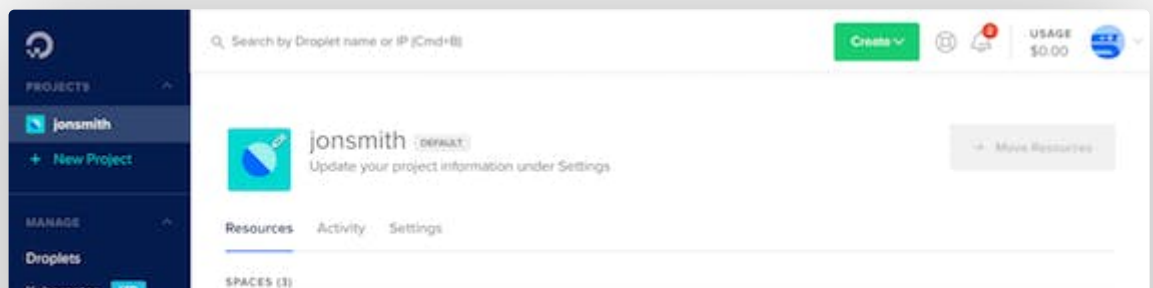 Search by Droplet name or IP (Cmd+B)
Create
USAGE
$0.00
PROJECTS
jonsmith
+ New Project
MANAGE
Droplets
jonsmith DEFAULT
Update your project information under Settings
→ Move Resources
Resources Activity Settings
SPACES (3)